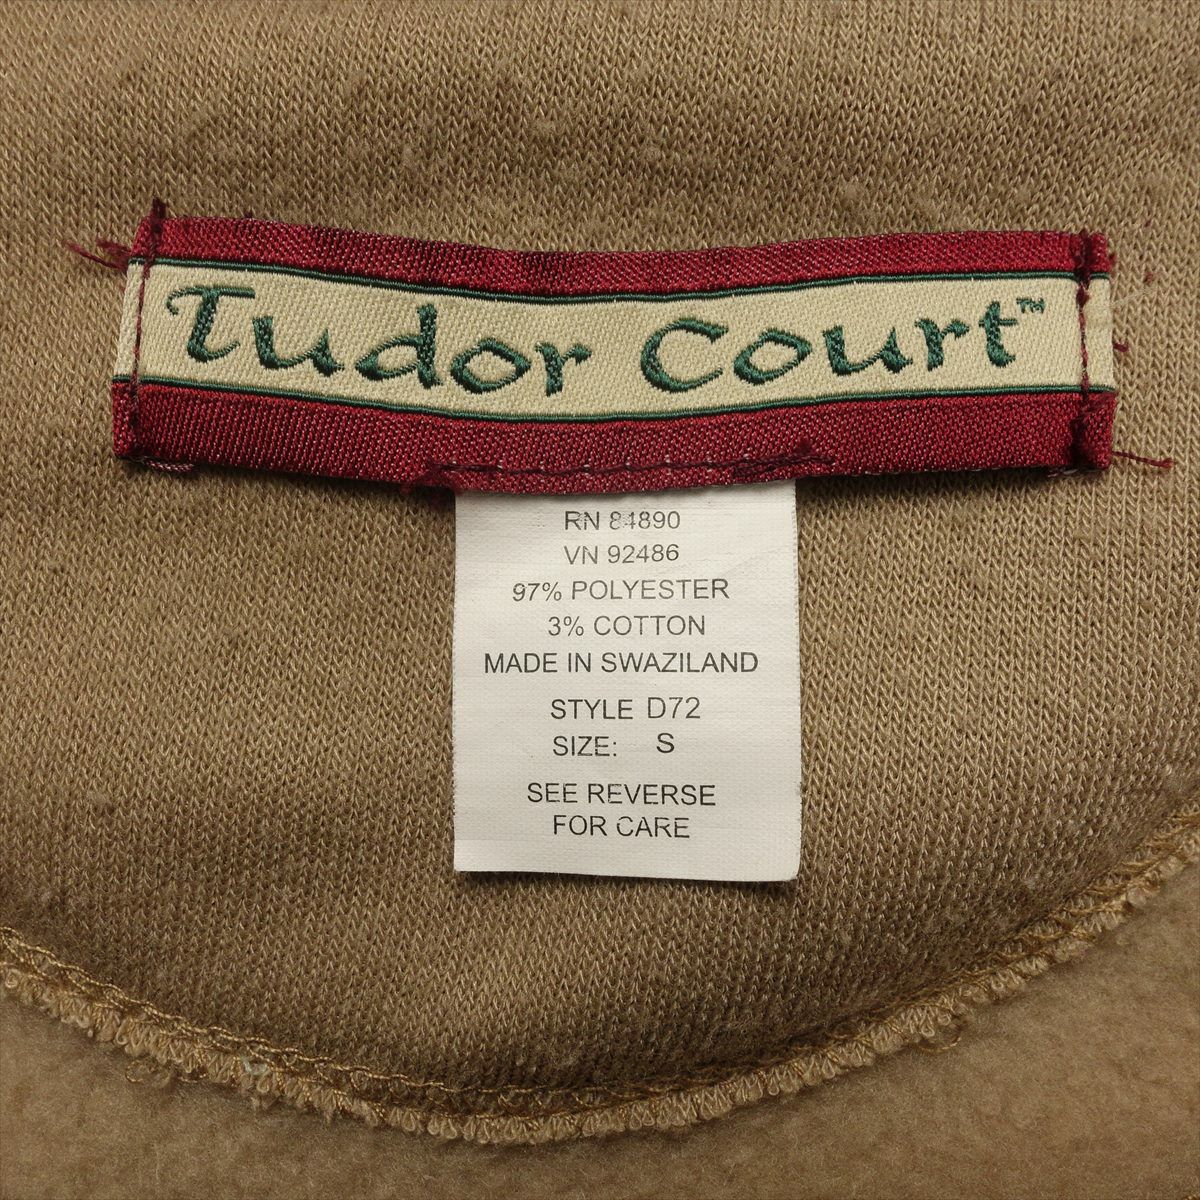 Tudor Court™
RN 84890
VN 92486
97% POLYESTER
3% COTTON
MADE IN SWAZILAND
STYLE D72
SIZE: S
SEE REVERSE
FOR CARE